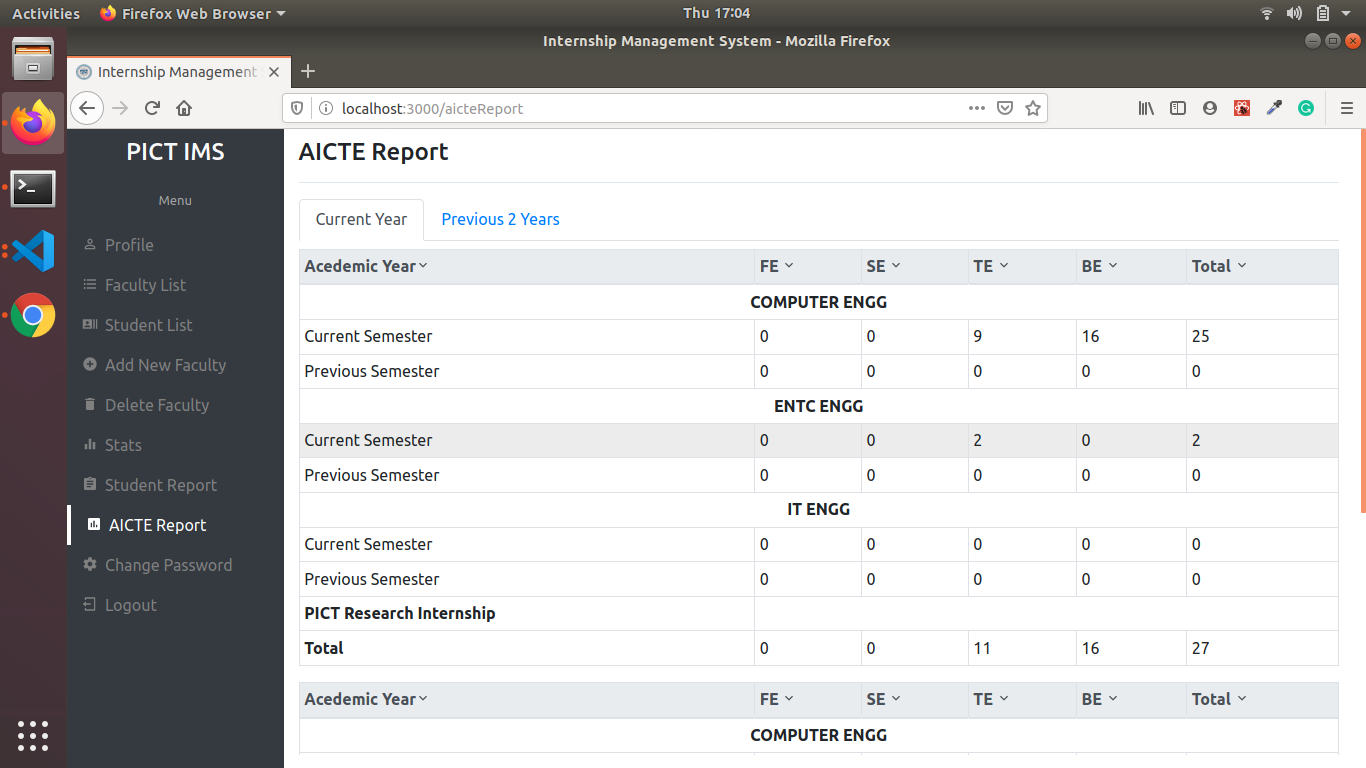 Activities Firefox Web Browser Thu 17:04
Internship Management System - Mozilla Firefox
Internship Management
localhost:3000/aicteReport
PICT IMS
Menu
Profile
Faculty List
Student List
Add New Faculty
Delete Faculty
Stats
Student Report
AICTE Report
Change Password
Logout
AICTE Report
Current Year Previous 2 Years
Acedemic Year FE SE TE BE Total
COMPUTER ENGG
Current Semester 0 0 9 16 25
Previous Semester 0 0 0 0 0
ENTC ENGG
Current Semester 0 0 2 0 2
Previous Semester 0 0 0 0 0
IT ENGG
Current Semester 0 0 0 0 0
Previous Semester 0 0 0 0 0
PICT Research Internship
Total 0 0 11 16 27
Acedemic Year FE SE TE BE Total
COMPUTER ENGG